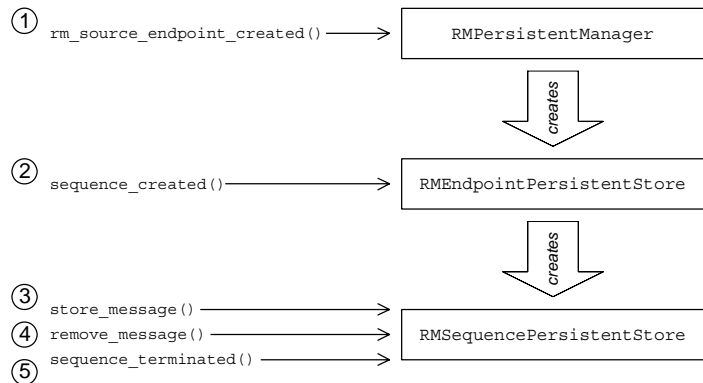 1
rm_source_endpoint_created()
RMPersistentManager
creates
2
sequence_created()
RMEndpointPersistentStore
creates
3
store_message()
4
remove_message()
RMSequencePersistentStore
sequence_terminated()
5